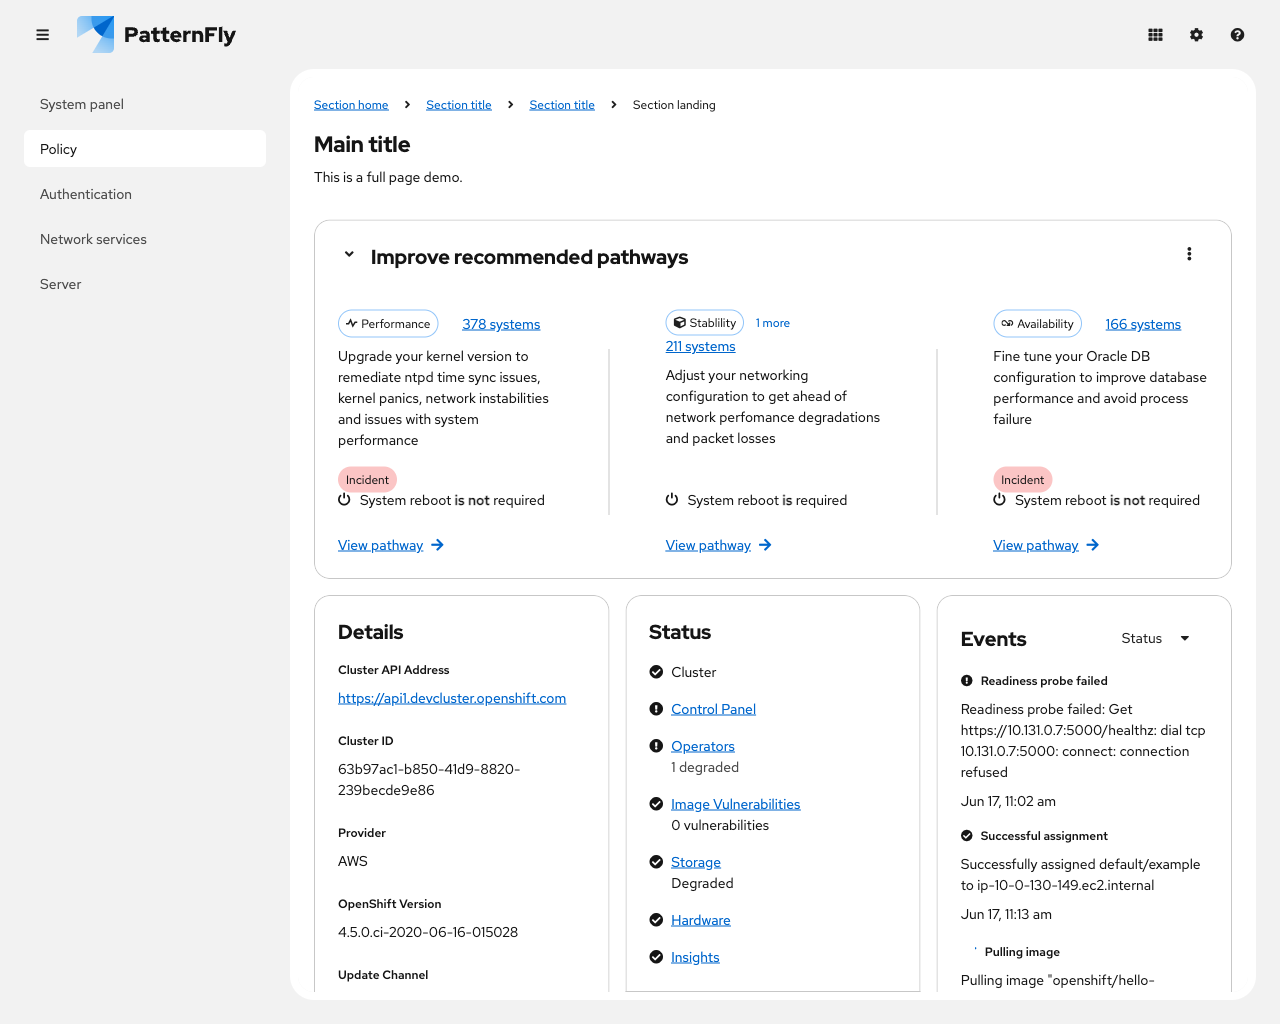 PatternFly
System panel
Policy
Authentication
Network services
Server
Section home
Section title
Section title
Section landing
Main title
This is a full page demo.
Improve recommended pathways
Performance
378 systems
Upgrade your kernel version to
remediate ntpd time sync issues,
kernel panics, network instabilities
and issues with system
performance
Incident
System reboot is not required
View pathway
Stablility
1 more
211 systems
Adjust your networking
configuration to get ahead of
network perfomance degradations
and packet losses
System reboot is required
View pathway
Availability
166 systems
Fine tune your Oracle DB
configuration to improve database
performance and avoid process
failure
Incident
System reboot is not required
View pathway
Details
Cluster API Address
https://api1.devcluster.openshift.com
Cluster ID
63b97ac1-b850-41d9-8820-
239becde9e86
Provider
AWS
OpenShift Version
4.5.0.ci-2020-06-16-015028
Update Channel
Status
Cluster
Control Panel
Operators
1 degraded
Image Vulnerabilities
0 vulnerabilities
Storage
Degraded
Hardware
Insights
Events
Status
Readiness probe failed
Readiness probe failed: Get
https://10.131.0.7:5000/healthz: dial tcp
10.131.0.7:5000: connect: connection
refused
Jun 17, 11:02 am
Successful assignment
Successfully assigned default/example
to ip-10-0-130-149.ec2.internal
Jun 17, 11:13 am
Pulling image
Pulling image "openshift/hello-